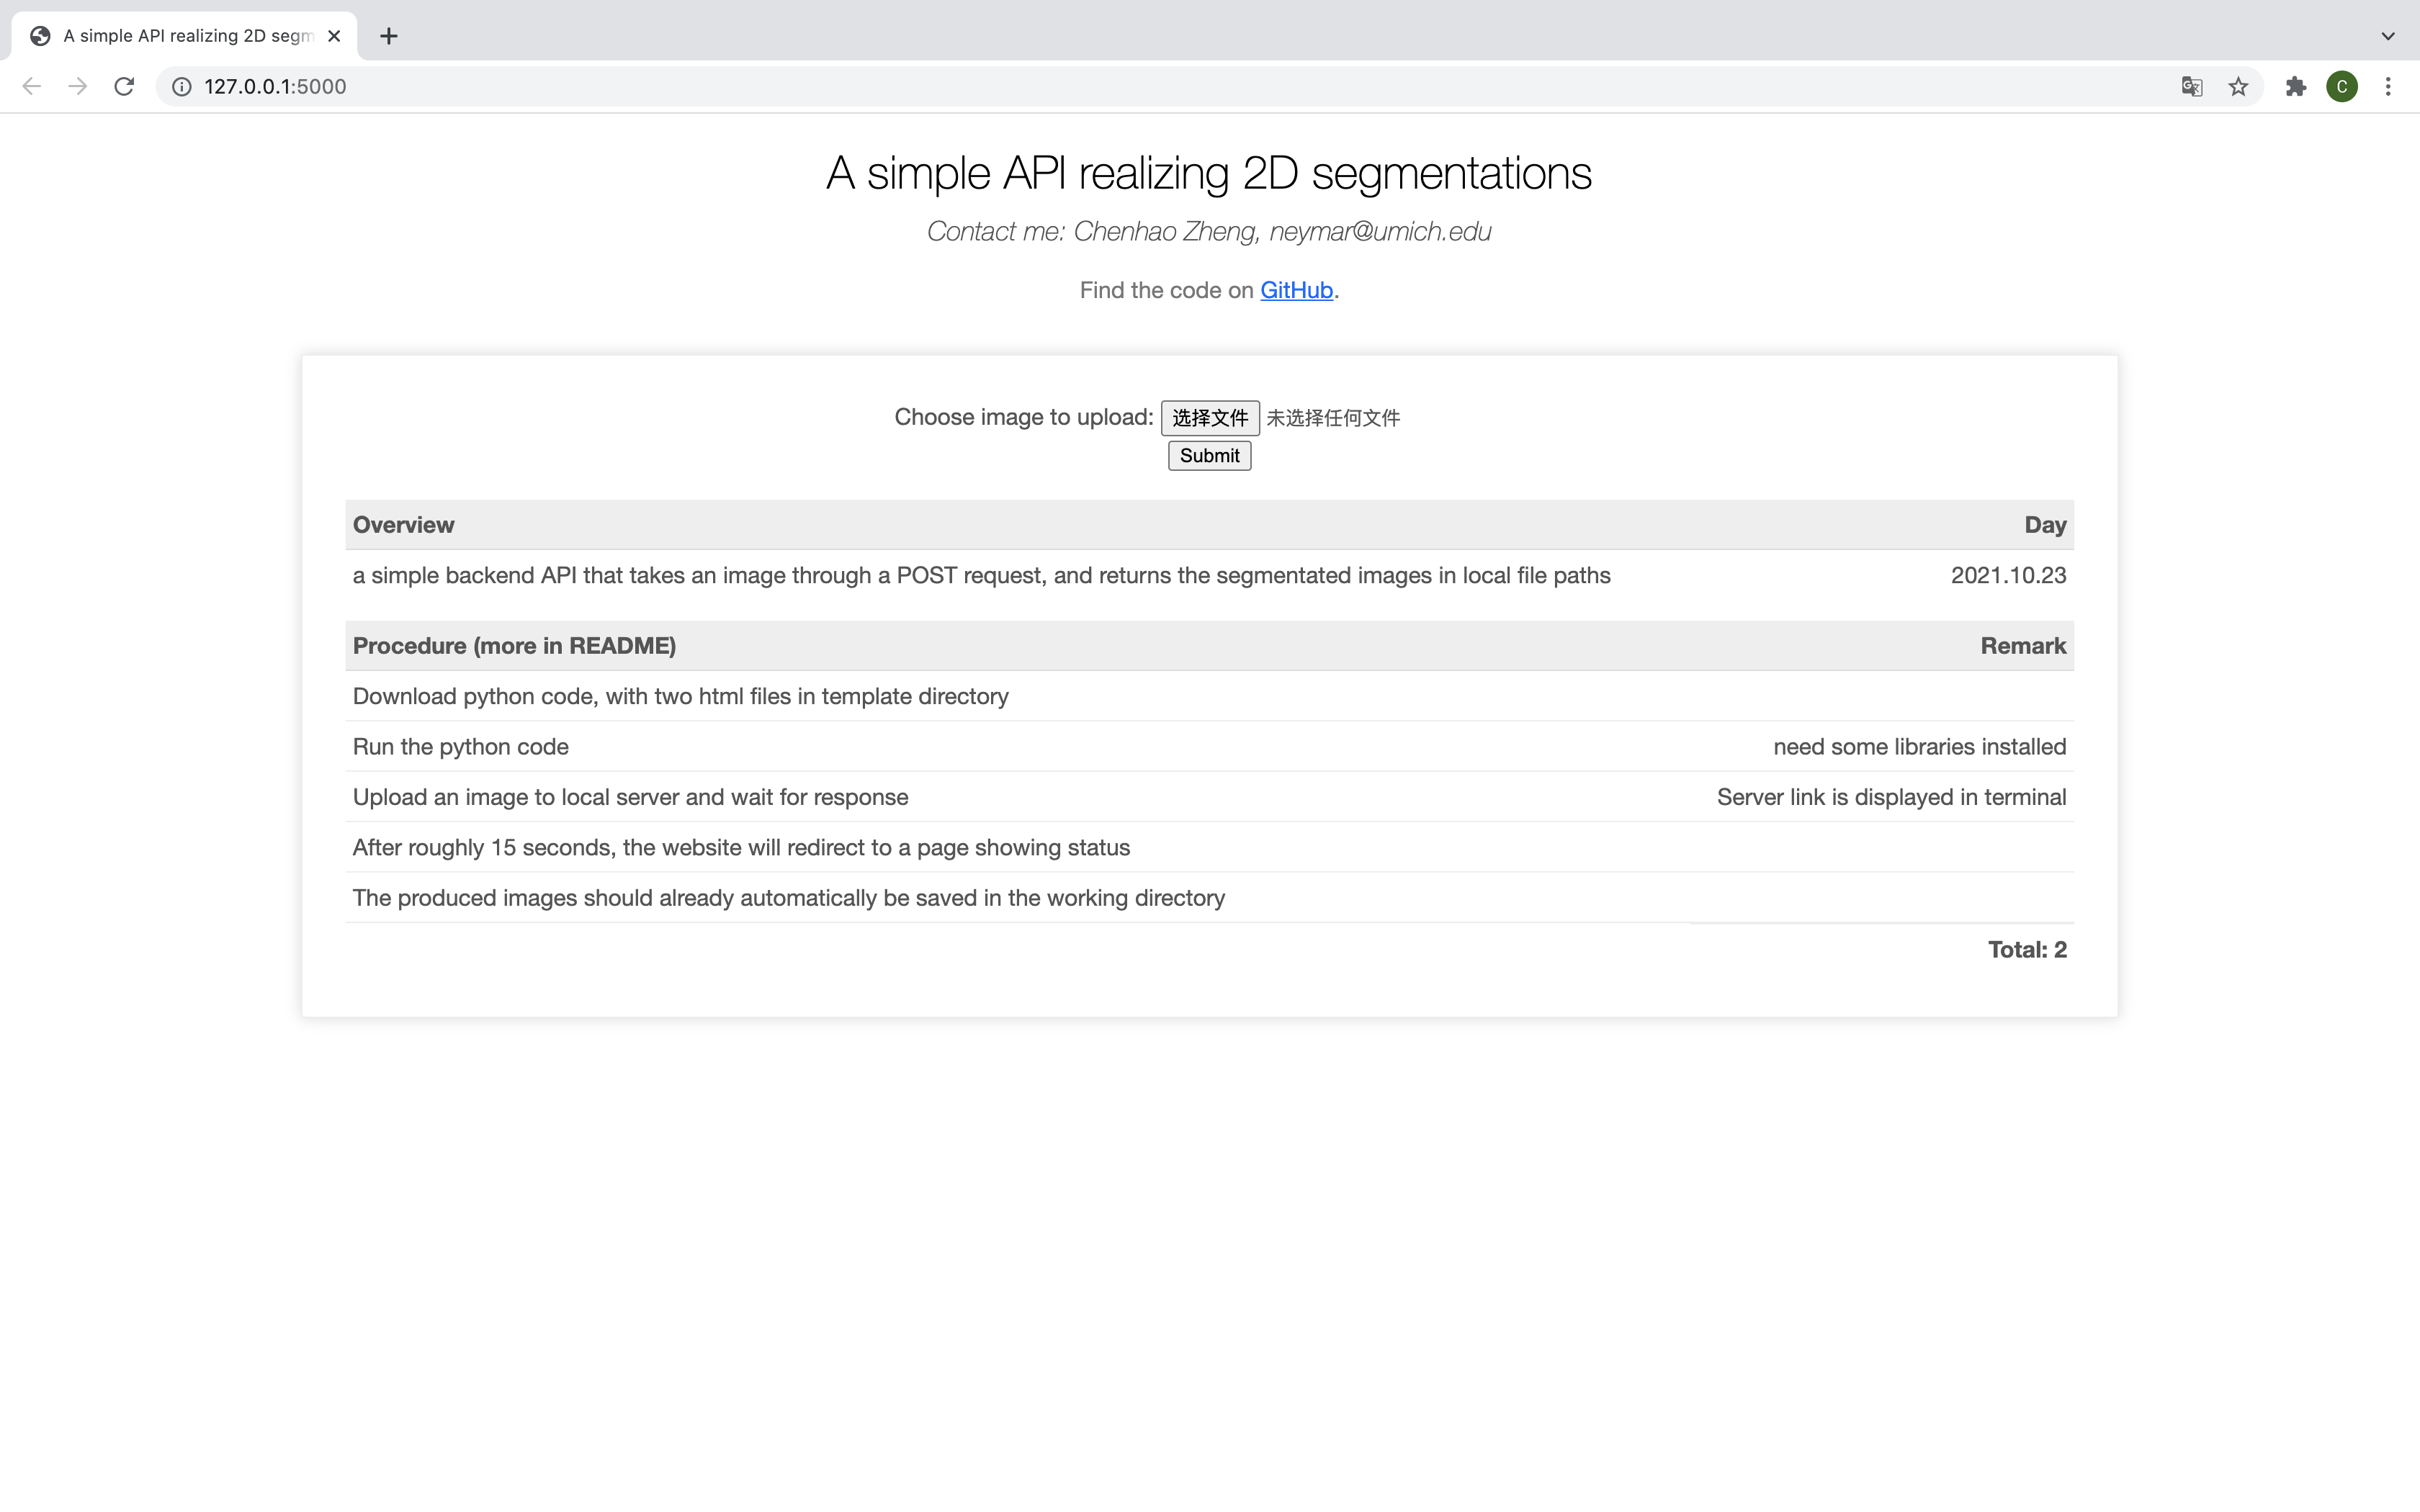 A simple API realizing 2D segm
127.0.0.1:5000
C
A simple API realizing 2D segmentations
Contact me: Chenhao Zheng, neymar@umich.edu
Find the code on GitHub.
Choose image to upload: 选择文件 未选择任何文件
Submit
Overview Day
a simple backend API that takes an image through a POST request, and returns the segmentated images in local file paths 2021.10.23
Procedure (more in README) Remark
Download python code, with two html files in template directory
Run the python code need some libraries installed
Upload an image to local server and wait for response Server link is displayed in terminal
After roughly 15 seconds, the website will redirect to a page showing status
The produced images should already automatically be saved in the working directory
Total: 2